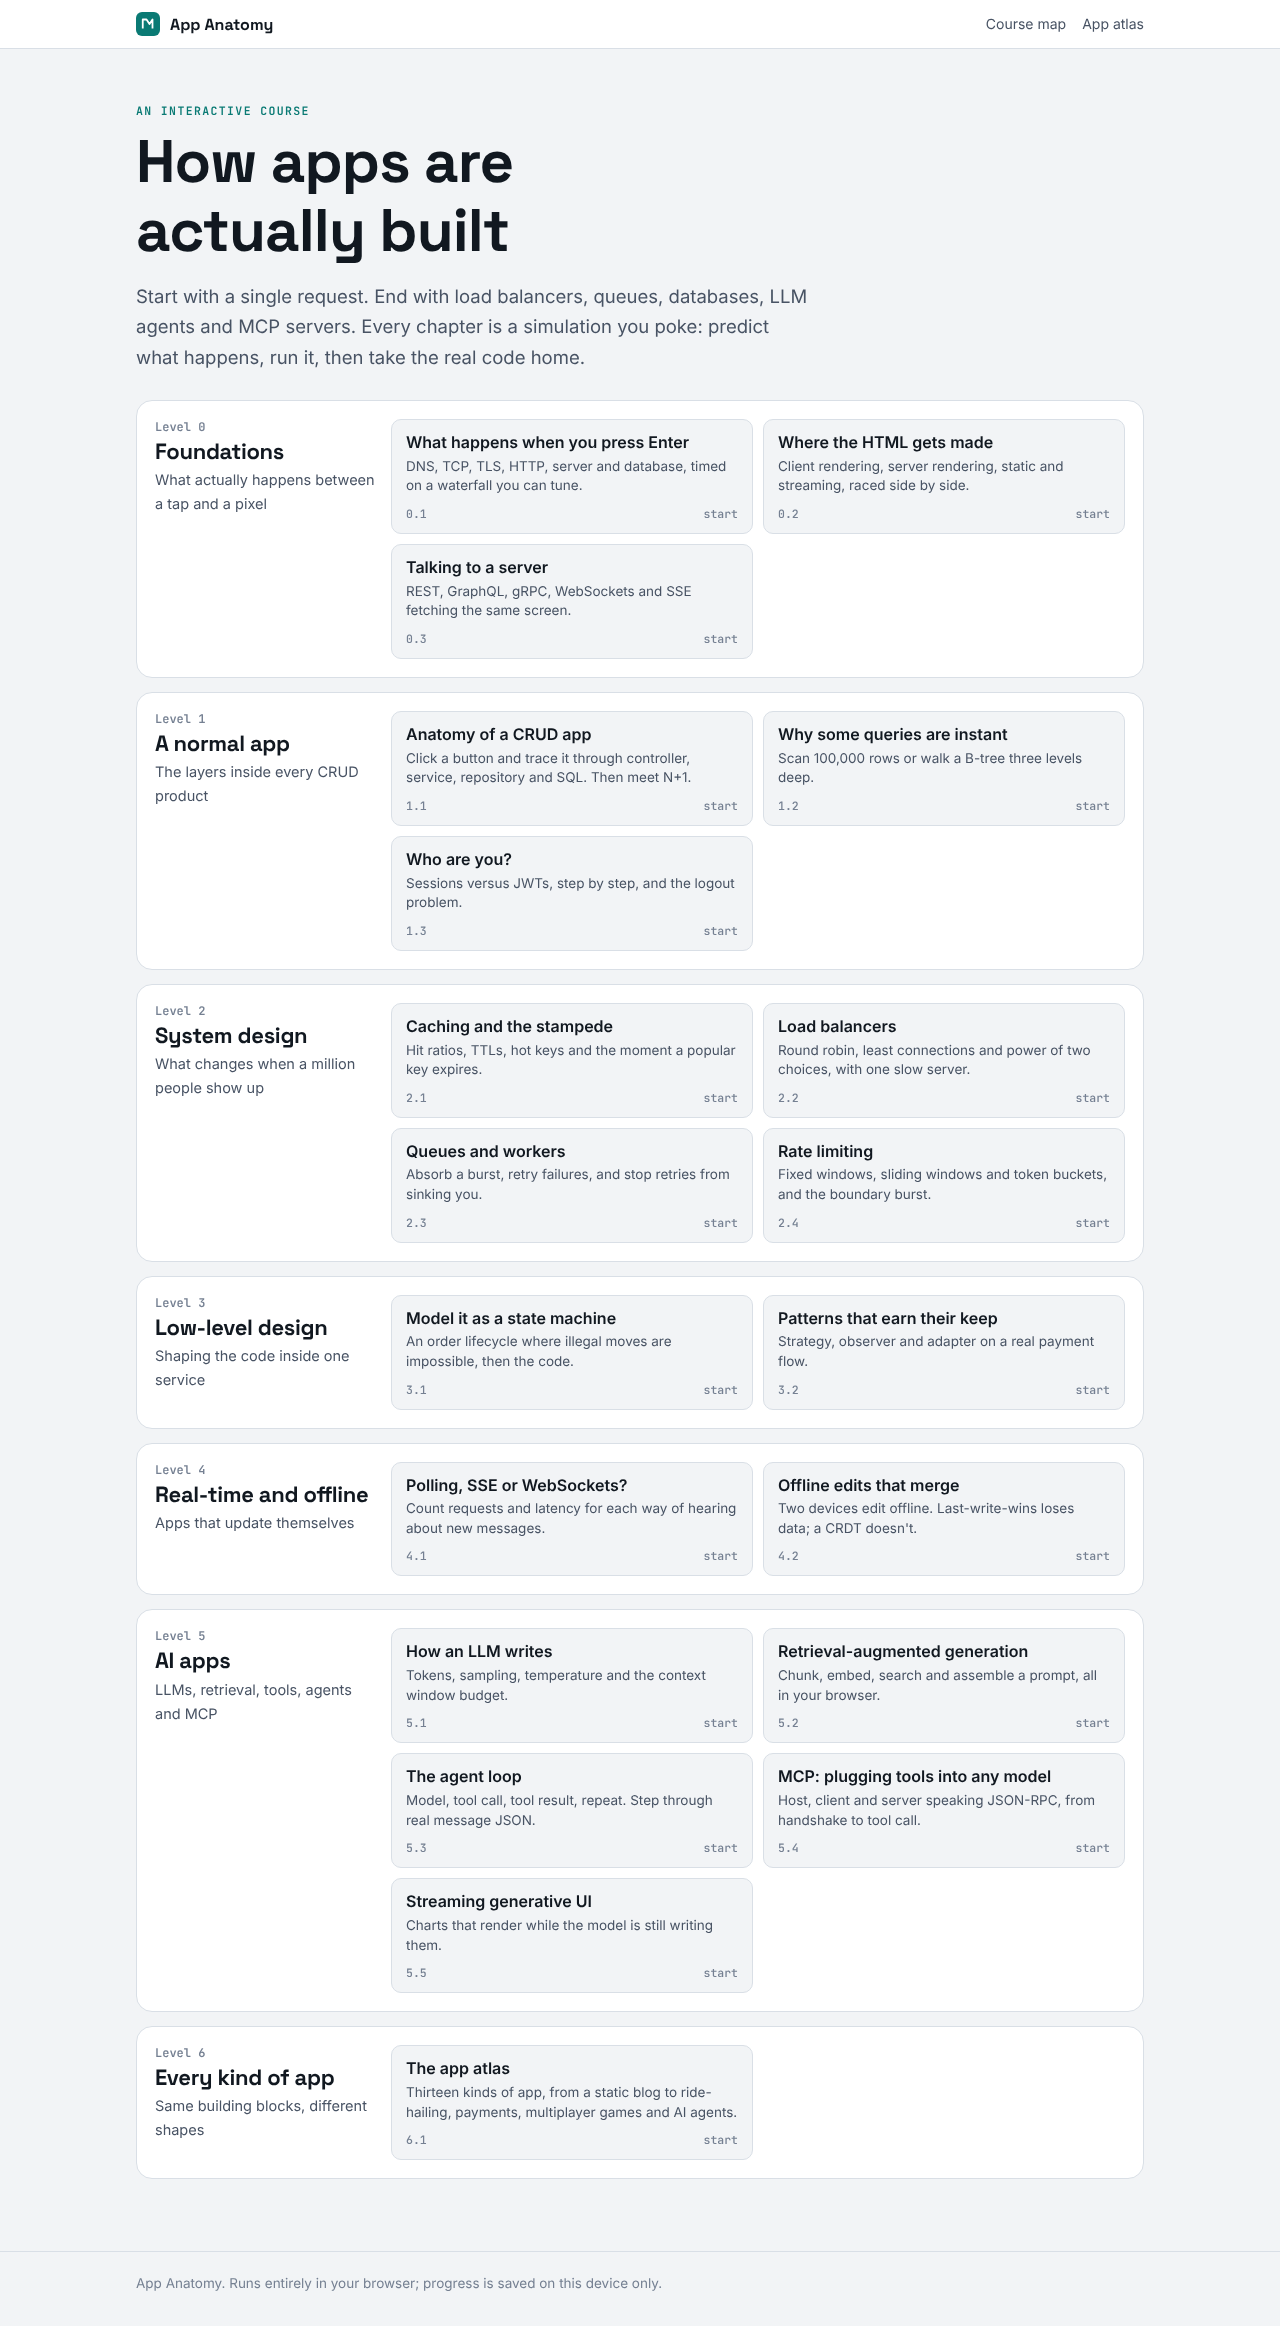 App Anatomy
Course map
App atlas
AN INTERACTIVE COURSE
How apps are
actually built
Start with a single request. End with load balancers, queues, databases, LLM
agents and MCP servers. Every chapter is a simulation you poke: predict
what happens, run it, then take the real code home.
Level 0
Foundations
What actually happens between
a tap and a pixel
What happens when you press Enter
DNS, TCP, TLS, HTTP, server and database, timed
on a waterfall you can tune.
0.1
start
Where the HTML gets made
Client rendering, server rendering, static and
streaming, raced side by side.
0.2
start
Talking to a server
REST, GraphQL, gRPC, WebSockets and SSE
fetching the same screen.
0.3
start
Level 1
A normal app
The layers inside every CRUD
product
Anatomy of a CRUD app
Click a button and trace it through controller,
service, repository and SQL. Then meet N+1.
1.1
start
Why some queries are instant
Scan 100,000 rows or walk a B-tree three levels
deep.
1.2
start
Who are you?
Sessions versus JWTs, step by step, and the logout
problem.
1.3
start
Level 2
System design
What changes when a million
people show up
Caching and the stampede
Hit ratios, TTLs, hot keys and the moment a popular
key expires.
2.1
start
Load balancers
Round robin, least connections and power of two
choices, with one slow server.
2.2
start
Queues and workers
Absorb a burst, retry failures, and stop retries from
sinking you.
2.3
start
Rate limiting
Fixed windows, sliding windows and token buckets,
and the boundary burst.
2.4
start
Level 3
Low-level design
Shaping the code inside one
service
Model it as a state machine
An order lifecycle where illegal moves are
impossible, then the code.
3.1
start
Patterns that earn their keep
Strategy, observer and adapter on a real payment
flow.
3.2
start
Level 4
Real-time and offline
Apps that update themselves
Polling, SSE or WebSockets?
Count requests and latency for each way of hearing
about new messages.
4.1
start
Offline edits that merge
Two devices edit offline. Last-write-wins loses
data; a CRDT doesn't.
4.2
start
Level 5
AI apps
LLMs, retrieval, tools, agents
and MCP
How an LLM writes
Tokens, sampling, temperature and the context
window budget.
5.1
start
Retrieval-augmented generation
Chunk, embed, search and assemble a prompt, all
in your browser.
5.2
start
The agent loop
Model, tool call, tool result, repeat. Step through
real message JSON.
5.3
start
MCP: plugging tools into any model
Host, client and server speaking JSON-RPC, from
handshake to tool call.
5.4
start
Streaming generative UI
Charts that render while the model is still writing
them.
5.5
start
Level 6
Every kind of app
Same building blocks, different
shapes
The app atlas
Thirteen kinds of app, from a static blog to ride-
hailing, payments, multiplayer games and AI agents.
6.1
start
App Anatomy. Runs entirely in your browser; progress is saved on this device only.